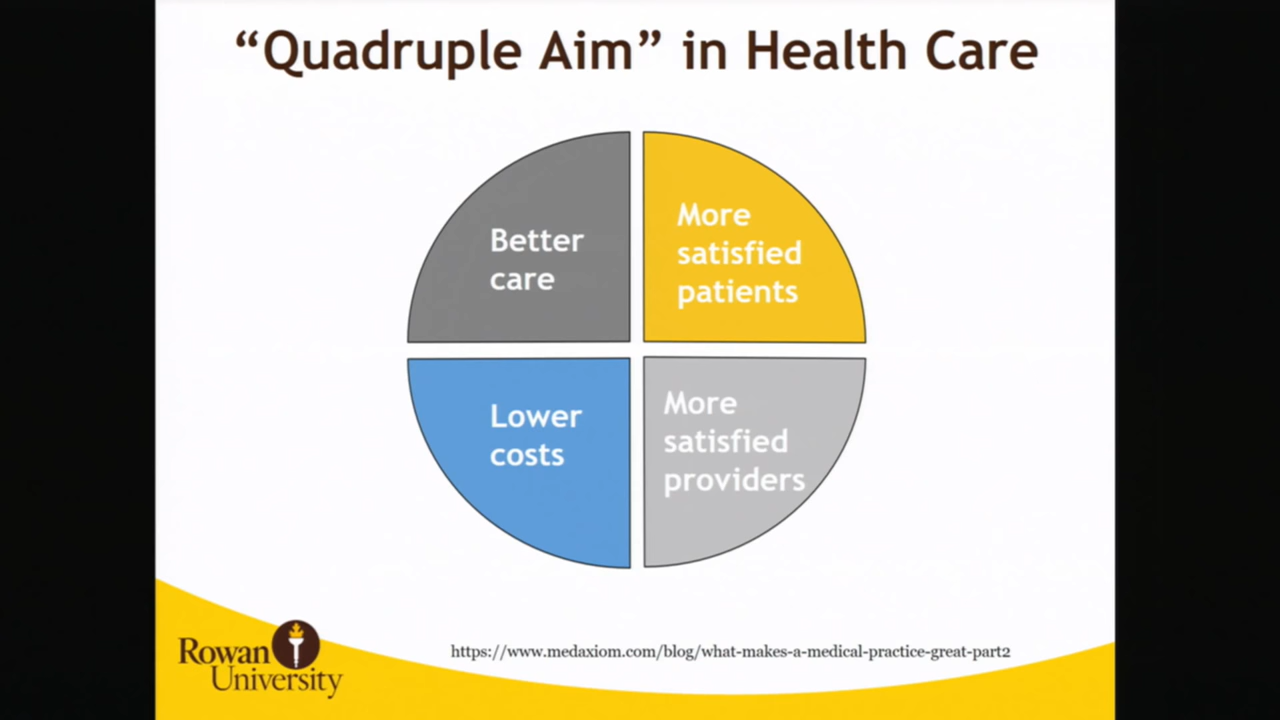 “Quadruple Aim” in Health Care
Better
care
More
satisfied
patients
Lower
costs
More
satisfied
providers
https://www.medaxiom.com/blog/what-makes-a-medical-practice-great-part2
Rowan
University